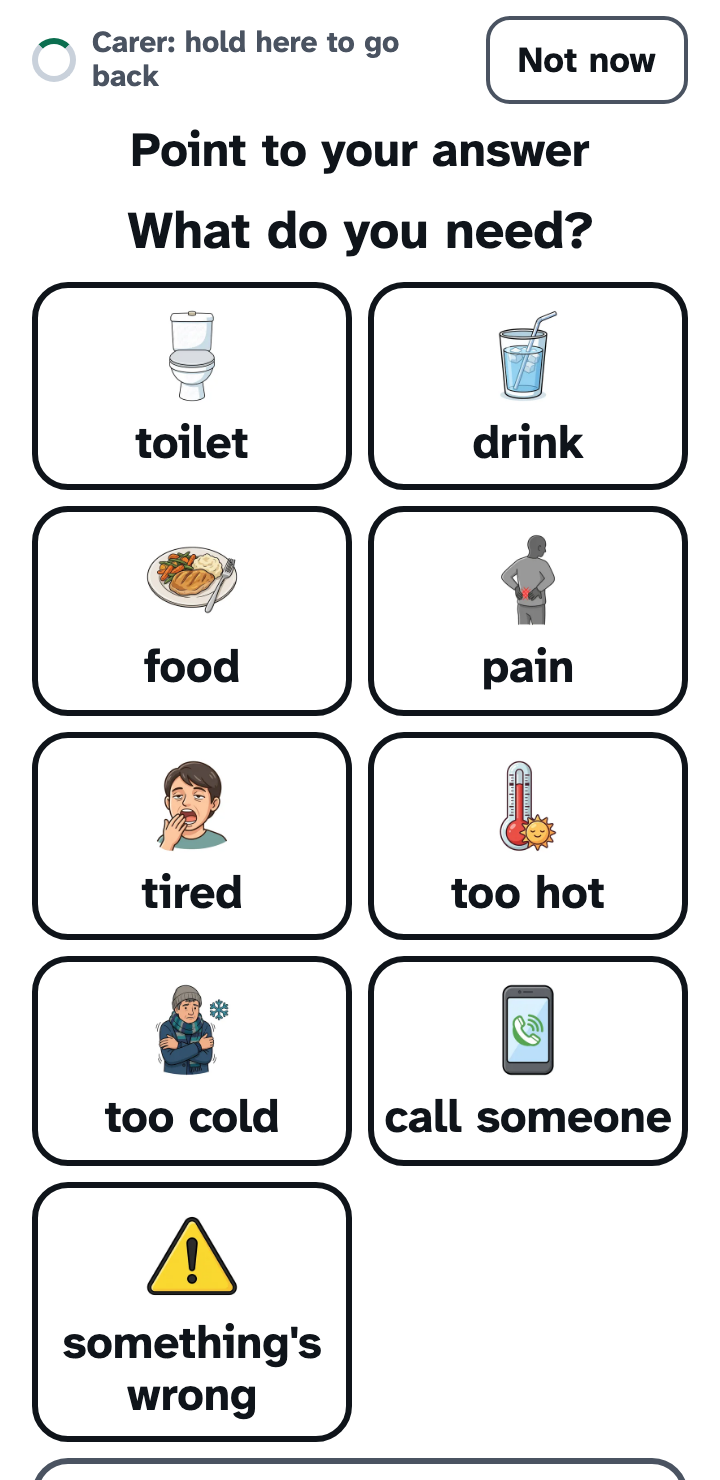 Carer: hold here to go
back
Not now
Point to your answer
What do you need?
toilet
drink
food
pain
tired
too hot
too cold
call someone
something's
wrong